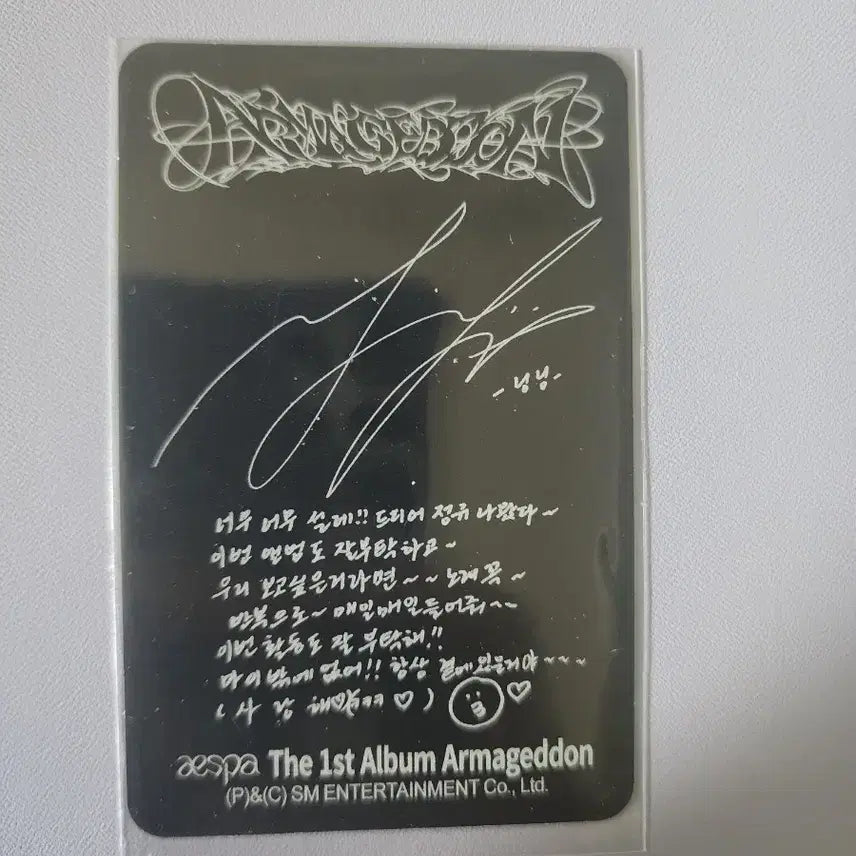 ARMAGEDDON
-닝닝-
너무 너무 설레!! 드디어 정규 나왔다~
이번 앨범도 잘부탁하고~
우리 보고싶은거라면~~ 노래 꼭~
반복으로~ 매일매일들어줘~~
이번 활동도 잘 부탁해!!
마이밖에 없어!! 항상 곁에 있을거야~~~
(사랑해 ㅋㅋ ♡) ♡
aespa The 1st Album Armageddon
(P)&(C) SM ENTERTAINMENT Co., Ltd.